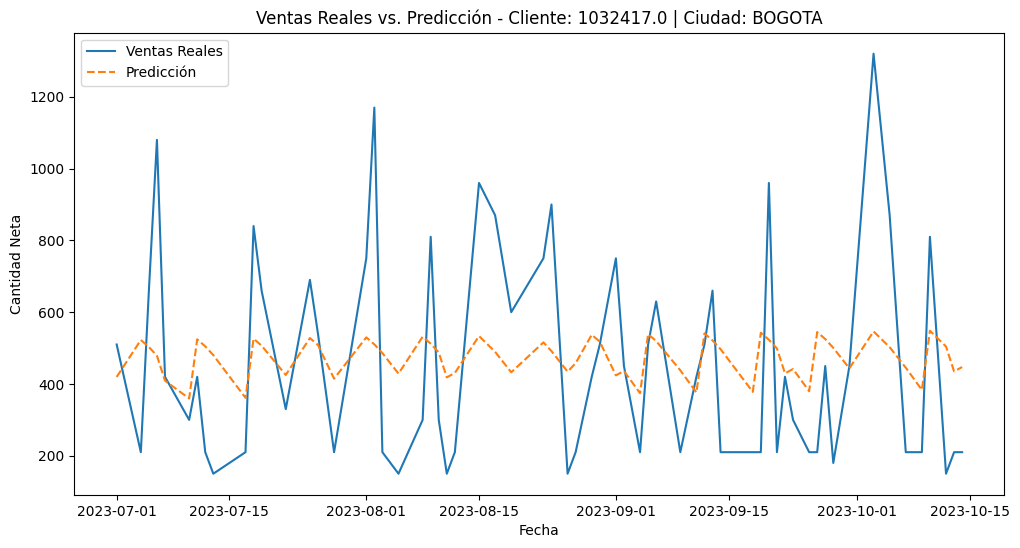 Ventas Reales vs. Predicción - Cliente: 1032417.0 | Ciudad: BOGOTA
Ventas Reales
Predicción
Cantidad Neta
1200
1000
800
600
400
200
2023-07-01 2023-07-15 2023-08-01 2023-08-15 2023-09-01 2023-09-15 2023-10-01 2023-10-15
Fecha